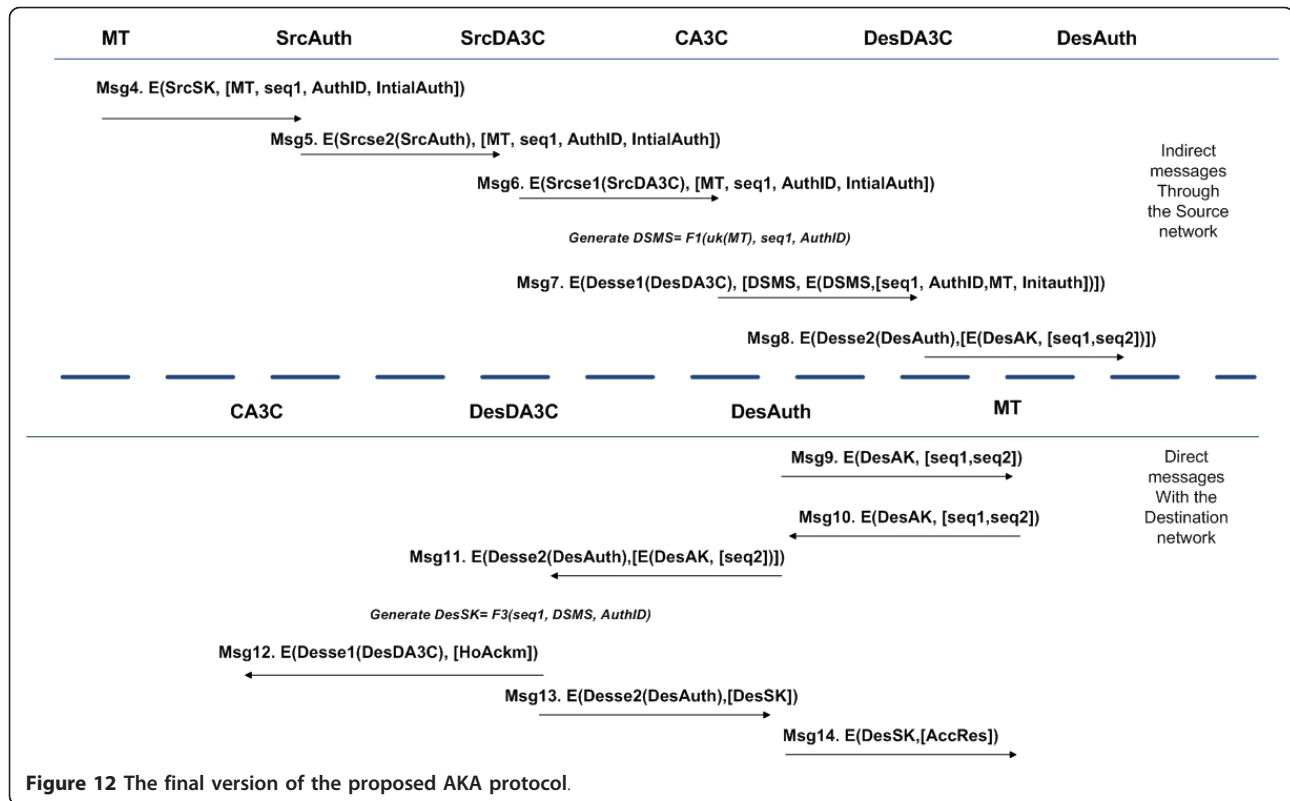 MT SrcAuth SrcDA3C CA3C DesDA3C DesAuth
Msg4. E(SrcSK, [MT, seq1, AuthID, IntialAuth])
Msg5. E(Srcse2(SrcAuth), [MT, seq1, AuthID, IntialAuth])
Msg6. E(Srcse1(SrcDA3C), [MT, seq1, AuthID, IntialAuth])
Indirect
messages
Through
the Source
network
Generate DSMS= F1(uk(MT), seq1, AuthID)
Msg7. E(Desse1(DesDA3C), [DSMS, E(DSMS,[seq1, AuthID,MT, Initauth])])
Msg8. E(Desse2(DesAuth),[E(DesAK, [seq1,seq2])])
CA3C DesDA3C DesAuth MT
Msg9. E(DesAK, [seq1,seq2])
Direct
messages
With the
Destination
network
Msg10. E(DesAK, [seq1,seq2])
Msg11. E(Desse2(DesAuth),[E(DesAK, [seq2])])
Generate DesSK= F3(seq1, DSMS, AuthID)
Msg12. E(Desse1(DesDA3C), [HoAckm])
Msg13. E(Desse2(DesAuth),[DesSK])
Msg14. E(DesSK,[AccRes])
Figure 12 The final version of the proposed AKA protocol.